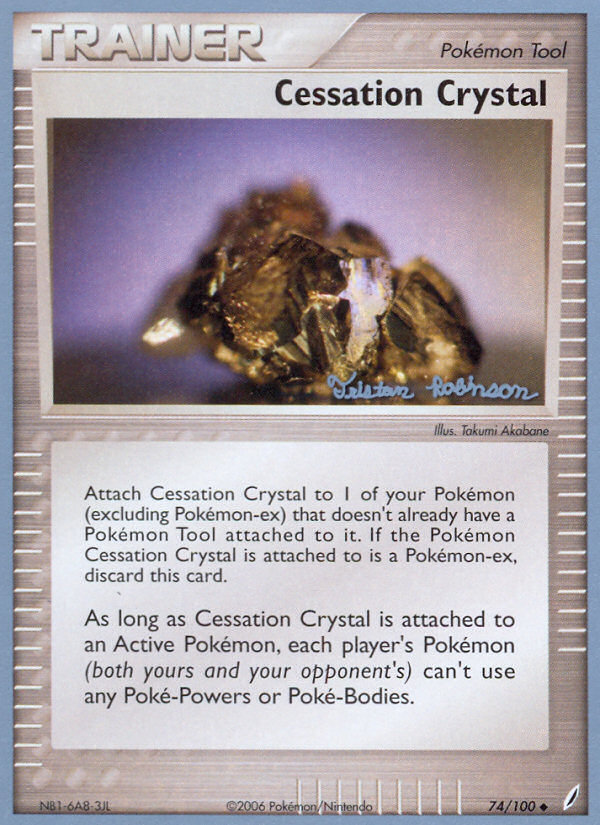 TRAINER
Pokémon Tool
Cessation Crystal
Tristan Robinson
Illus. Takumi Akabane
Attach Cessation Crystal to 1 of your Pokémon
(excluding Pokémon-ex) that doesn't already have a
Pokémon Tool attached to it. If the Pokémon
Cessation Crystal is attached to is a Pokémon-ex,
discard this card.
As long as Cessation Crystal is attached to
an Active Pokémon, each player's Pokémon
(both yours and your opponent's) can't use
any Poké-Powers or Poké-Bodies.
NB1-6A8-3JL
©2006 Pokémon/Nintendo
74/100